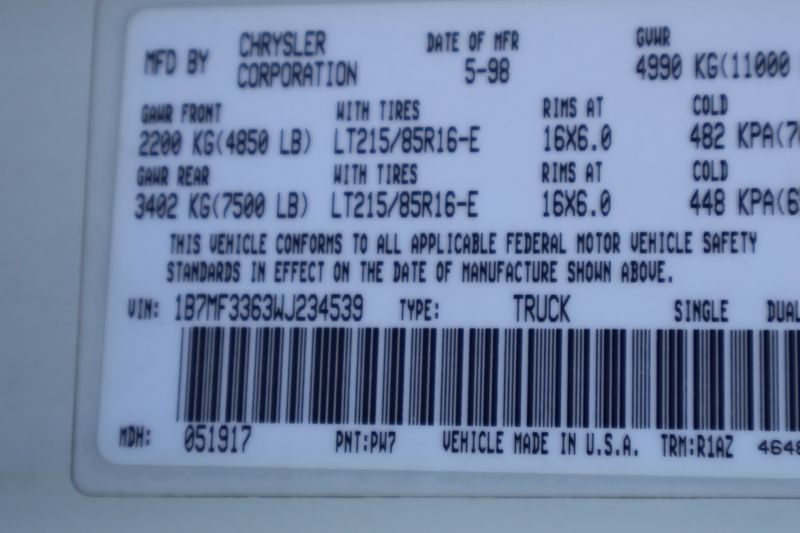 MFD BY CHRYSLER CORPORATION DATE OF MFR 5-98 GVWR 4990 KG(11000
GAWR FRONT WITH TIRES RIMS AT COLD
2200 KG(4850 LB) LT215/85R16-E 16X6.0 482 KPA(7
GAWR REAR WITH TIRES RIMS AT COLD
3402 KG(7500 LB) LT215/85R16-E 16X6.0 448 KPA(6
THIS VEHICLE CONFORMS TO ALL APPLICABLE FEDERAL MOTOR VEHICLE SAFETY
STANDARDS IN EFFECT ON THE DATE OF MANUFACTURE SHOWN ABOVE.
VIN: 1B7MF3363WJ234539 TYPE: TRUCK SINGLE DUAL
MDH: 051917 PNT:PW7 VEHICLE MADE IN U.S.A. TRM:R1AZ 4648